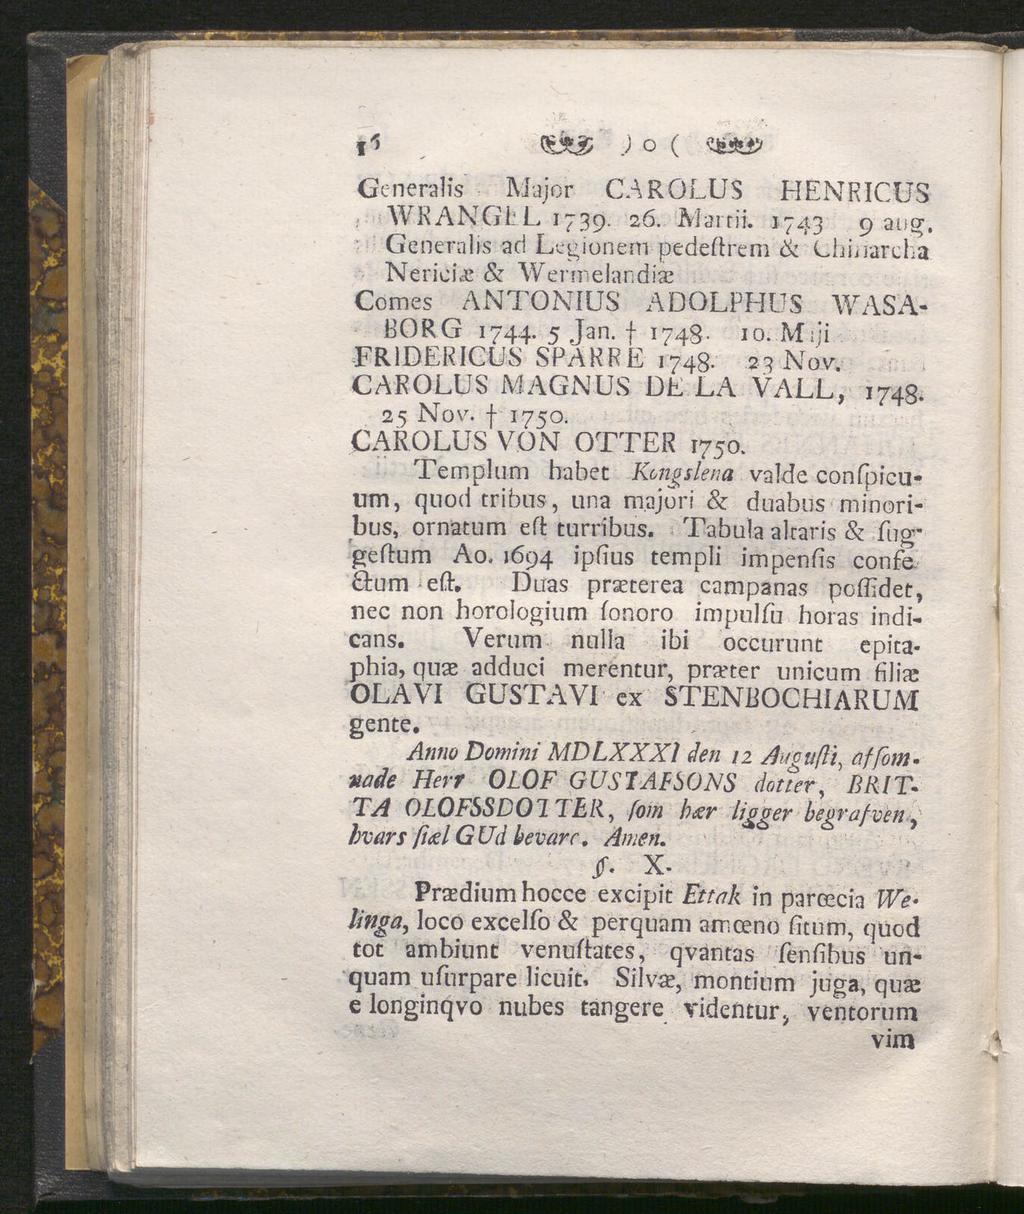 16 ) o (
Generalis Major CAROLUS HENRICUS
WRANGEL 1739. 26. Martii. 1743 9 aug.
Generalis ad Legionem pedeſtrem & Chiliarcha
Nericiæ & Wermelandiæ
Comes ANTONIUS ADOLPHUS WASA-
BORG 1744. 5 Jan. † 1748. 10. Maji
FRIDERICUS SPARRE 1748. 23 Nov.
CAROLUS MAGNUS DE LA VALL, 1748.
25 Nov. † 1750.
CAROLUS VON OTTER 1750.
Templum habet Kongslena valde conſpicu-
um, quod tribus, una majori & duabus minori-
bus, ornatum eſt turribus. Tabula altaris & ſug-
geſtum Ao. 1694 ipſius templi impenſis confe
ctum eſt. Duas præterea campanas poſſidet,
nec non horologium ſonoro impulſu horas indi-
cans. Verum nulla ibi occurunt epita-
phia, quæ adduci merentur, præter unicum filiæ
OLAVI GUSTAVI ex STENBOCHIARUM
gente.
Anno Domini MDLXXXI den 12 Auguſti, afſom-
nade Herr OLOF GUSTAFSONS dotter, BRIT-
TA OLOFSSDOTTER, ſom hær ligger begrafven,
hvars ſiæl GUd bevare. Amen.
§. X.
Prædium hocce excipit Ettak in parœcia We-
linga, loco excelſo & perquam amœno ſitum, quod
tot ambiunt venuſtates, qvantas ſenſibus un-
quam uſurpare licuit. Silvæ, montium juga, quæ
e longinqvo nubes tangere videntur, ventorum
vim